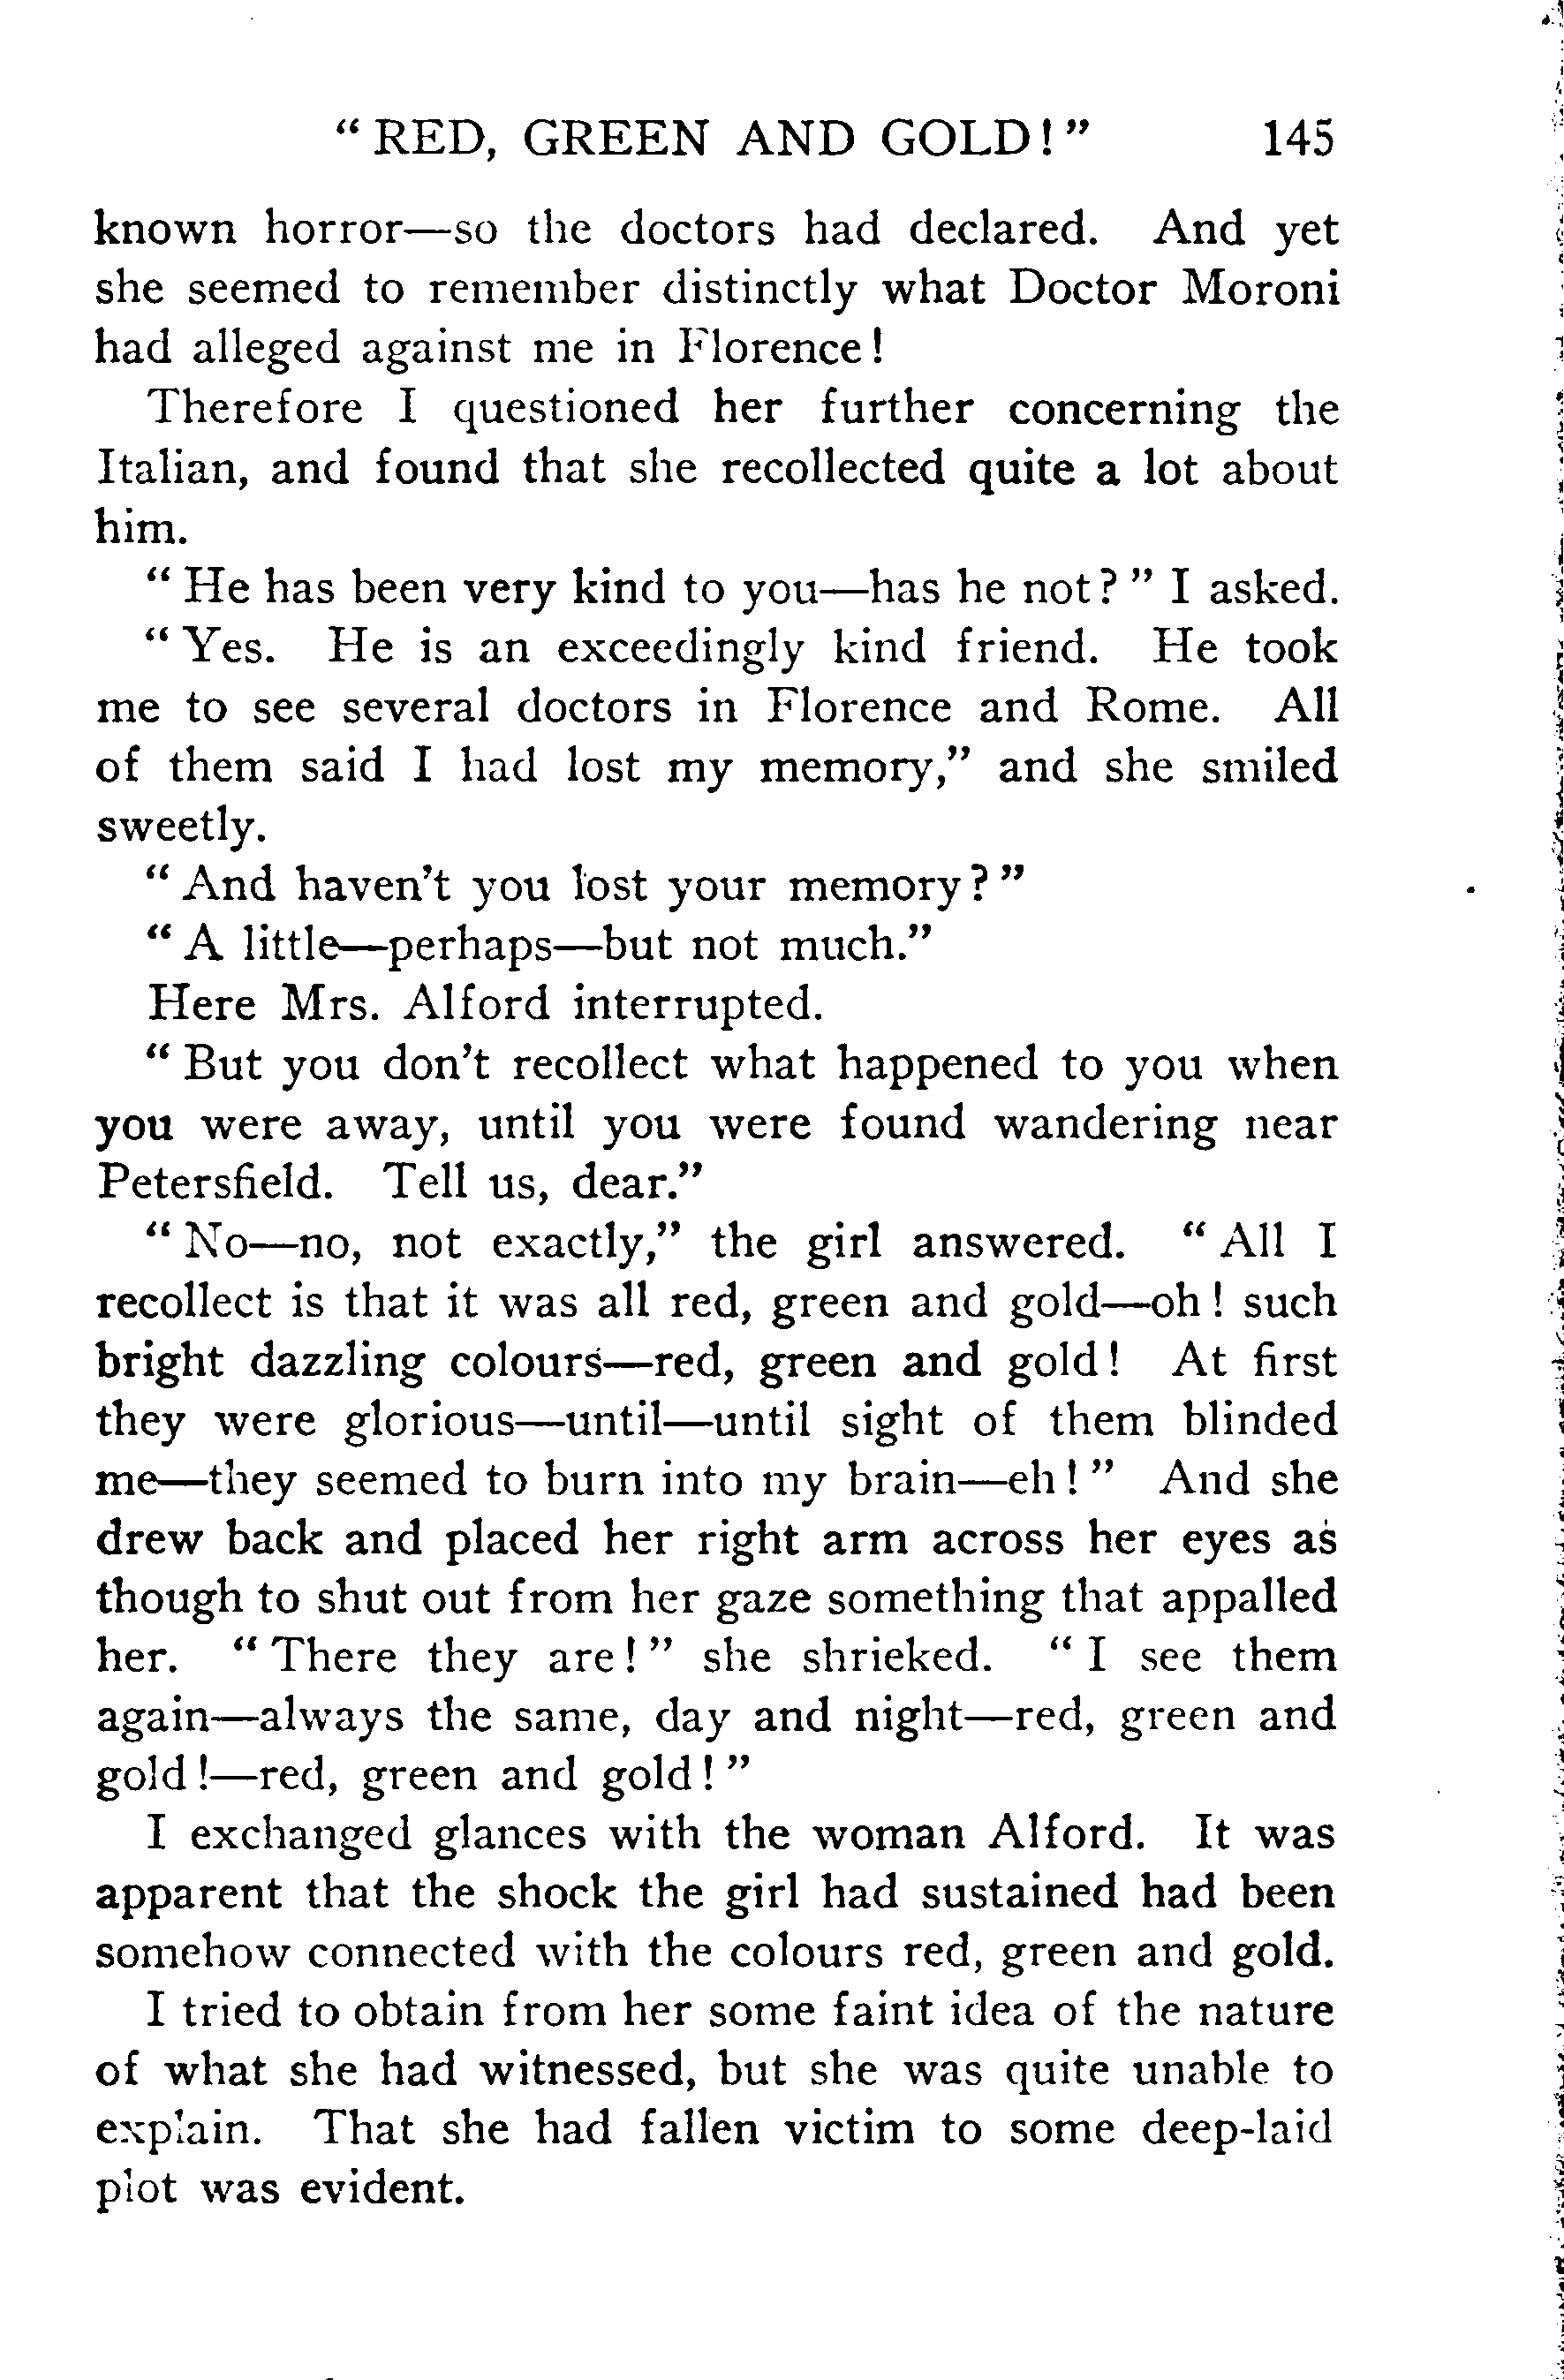 “ RED, GREEN AND GOLD! ” 145
known horror—so the doctors had declared. And yet
she seemed to remember distinctly what Doctor Moroni
had alleged against me in Florence!
Therefore I questioned her further concerning the
Italian, and found that she recollected quite a lot about
him.
“ He has been very kind to you—has he not? ” I asked.
“ Yes. He is an exceedingly kind friend. He took
me to see several doctors in Florence and Rome. All
of them said I had lost my memory,” and she smiled
sweetly.
“ And haven’t you lost your memory? ”
“ A little—perhaps—but not much.”
Here Mrs. Alford interrupted.
“ But you don’t recollect what happened to you when
you were away, until you were found wandering near
Petersfield. Tell us, dear.”
“ No—no, not exactly,” the girl answered. “ All I
recollect is that it was all red, green and gold—oh! such
bright dazzling colours—red, green and gold! At first
they were glorious—until—until sight of them blinded
me—they seemed to burn into my brain—eh! ” And she
drew back and placed her right arm across her eyes as
though to shut out from her gaze something that appalled
her. “ There they are! ” she shrieked. “ I see them
again—always the same, day and night—red, green and
gold!—red, green and gold! ”
I exchanged glances with the woman Alford. It was
apparent that the shock the girl had sustained had been
somehow connected with the colours red, green and gold.
I tried to obtain from her some faint idea of the nature
of what she had witnessed, but she was quite unable to
explain. That she had fallen victim to some deep-laid
plot was evident.